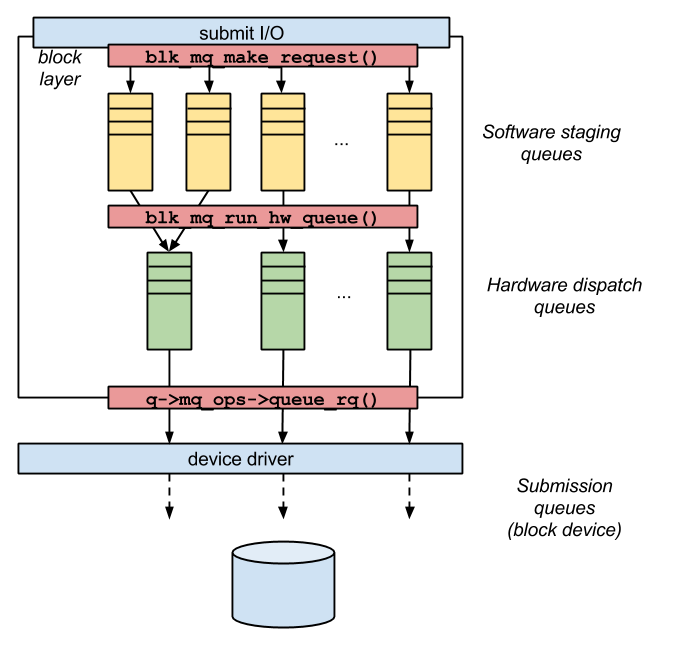 submit I/O
block
layer
blk_mq_make_request()
...
Software staging
queues
blk_mq_run_hw_queue()
...
Hardware dispatch
queues
q->mq_ops->queue_rq()
device driver
Submission
queues
(block device)